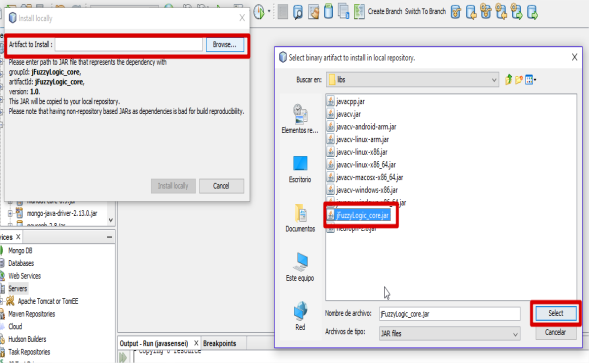 Create Branch Switch To Branch
Install locally
X
Artifact to Install :
Browse...
Please enter path to JAR file that represents the dependency with
groupId: jFuzzyLogic_core,
artifactId: jFuzzyLogic_core,
version: 1.0.
This JAR will be copied to your local repository.
Please note that having non-repository based JARs as dependencies is bad for build reproducibility.
Install locally
Cancel
mongo-java-driver-2.13.0.jar
ices X
Mongo DB
Databases
Web Services
Servers
Apache Tomcat or TomEE
Maven Repositories
Cloud
Hudson Builders
Task Repositories
Output - Run (javasensei) X
Breakpoints
Copying 0 resource
Select binary artifact to install in local repository.
X
Buscar en:
libs
Elementos re...
Escritorio
Documentos
Este equipo
Red
javacpp.jar
javacv.jar
javacv-android-arm.jar
javacv-linux-arm.jar
javacv-linux-x86.jar
javacv-linux-x86_64.jar
javacv-macosx-x86_64.jar
javacv-windows-x86.jar
jFuzzyLogic_core.jar
Nombre de archivo:
jFuzzyLogic_core.jar
Select
Archivos de tipo:
JAR files
Cancelar